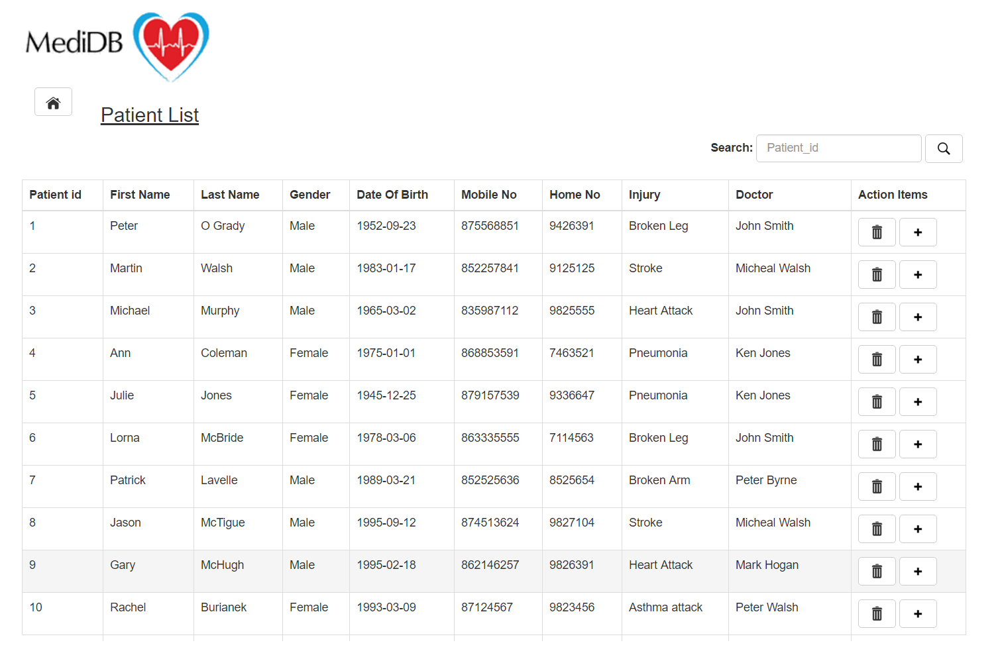 MediDB
Patient List
Search: Patient_id
Patient id First Name Last Name Gender Date Of Birth Mobile No Home No Injury Doctor Action Items
1 Peter O Grady Male 1952-09-23 875568851 9426391 Broken Leg John Smith
2 Martin Walsh Male 1983-01-17 852257841 9125125 Stroke Micheal Walsh
3 Michael Murphy Male 1965-03-02 835987112 9825555 Heart Attack John Smith
4 Ann Coleman Female 1975-01-01 868853591 7463521 Pneumonia Ken Jones
5 Julie Jones Female 1945-12-25 879157539 9336647 Pneumonia Ken Jones
6 Lorna McBride Female 1978-03-06 863335555 7114563 Broken Leg John Smith
7 Patrick Lavelle Male 1989-03-21 852525636 8525654 Broken Arm Peter Byrne
8 Jason McTigue Male 1995-09-12 874513624 9827104 Stroke Micheal Walsh
9 Gary McHugh Male 1995-02-18 862146257 9826391 Heart Attack Mark Hogan
10 Rachel Burianek Female 1993-03-09 87124567 9823456 Asthma attack Peter Walsh